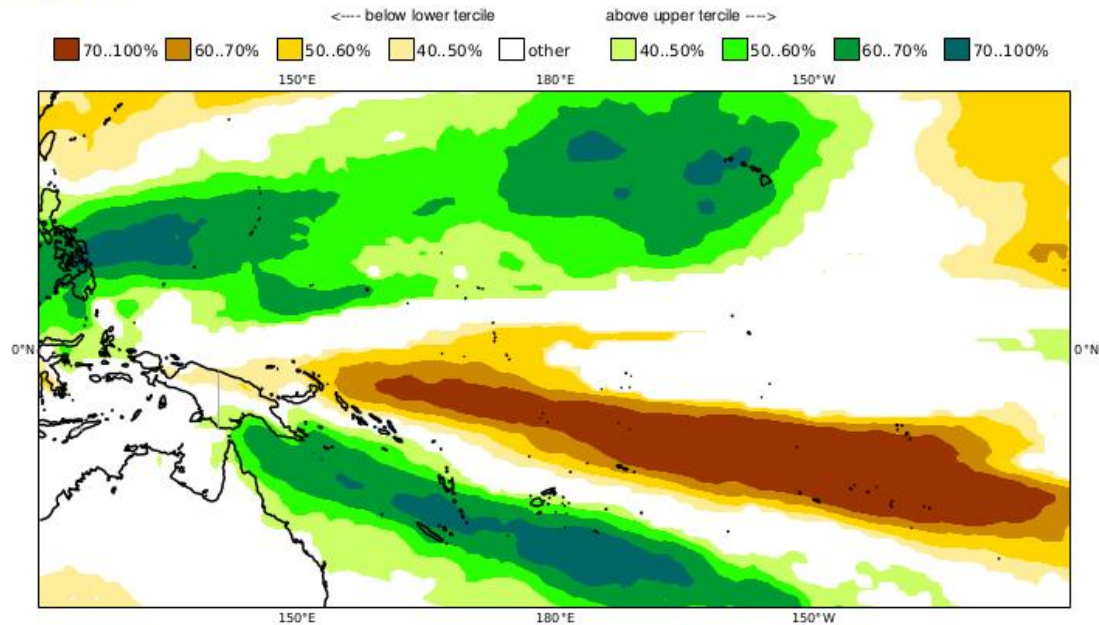 <---- below lower tercile above upper tercile ---->
70..100% 60..70% 50..60% 40..50% other 40..50% 50..60% 60..70% 70..100%
150°E 180°E 150°W
0°N 0°N
150°E 180°E 150°W